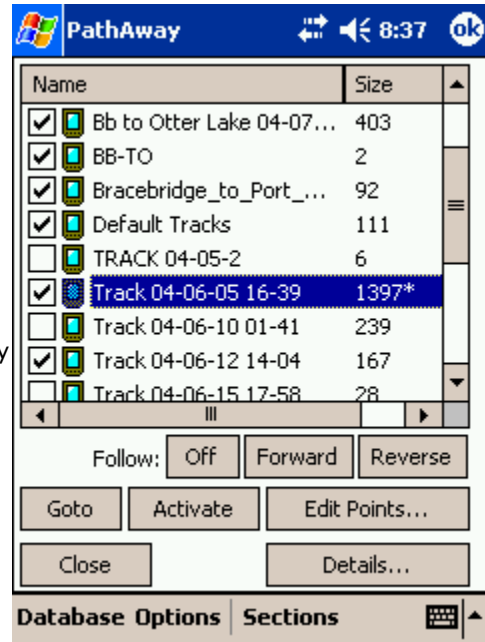 PathAway 8:37 ok
Name Size
Bb to Otter Lake 04-07... 403
BB-TO 2
Bracebridge_to_Port_... 92
Default Tracks 111
TRACK 04-05-2 6
Track 04-06-05 16-39 1397*
Track 04-06-10 01-41 239
y
Track 04-06-12 14-04 167
Track 04-06-15 17-58 28
Follow: Off Forward Reverse
Goto Activate Edit Points...
Close Details...
Database Options Sections